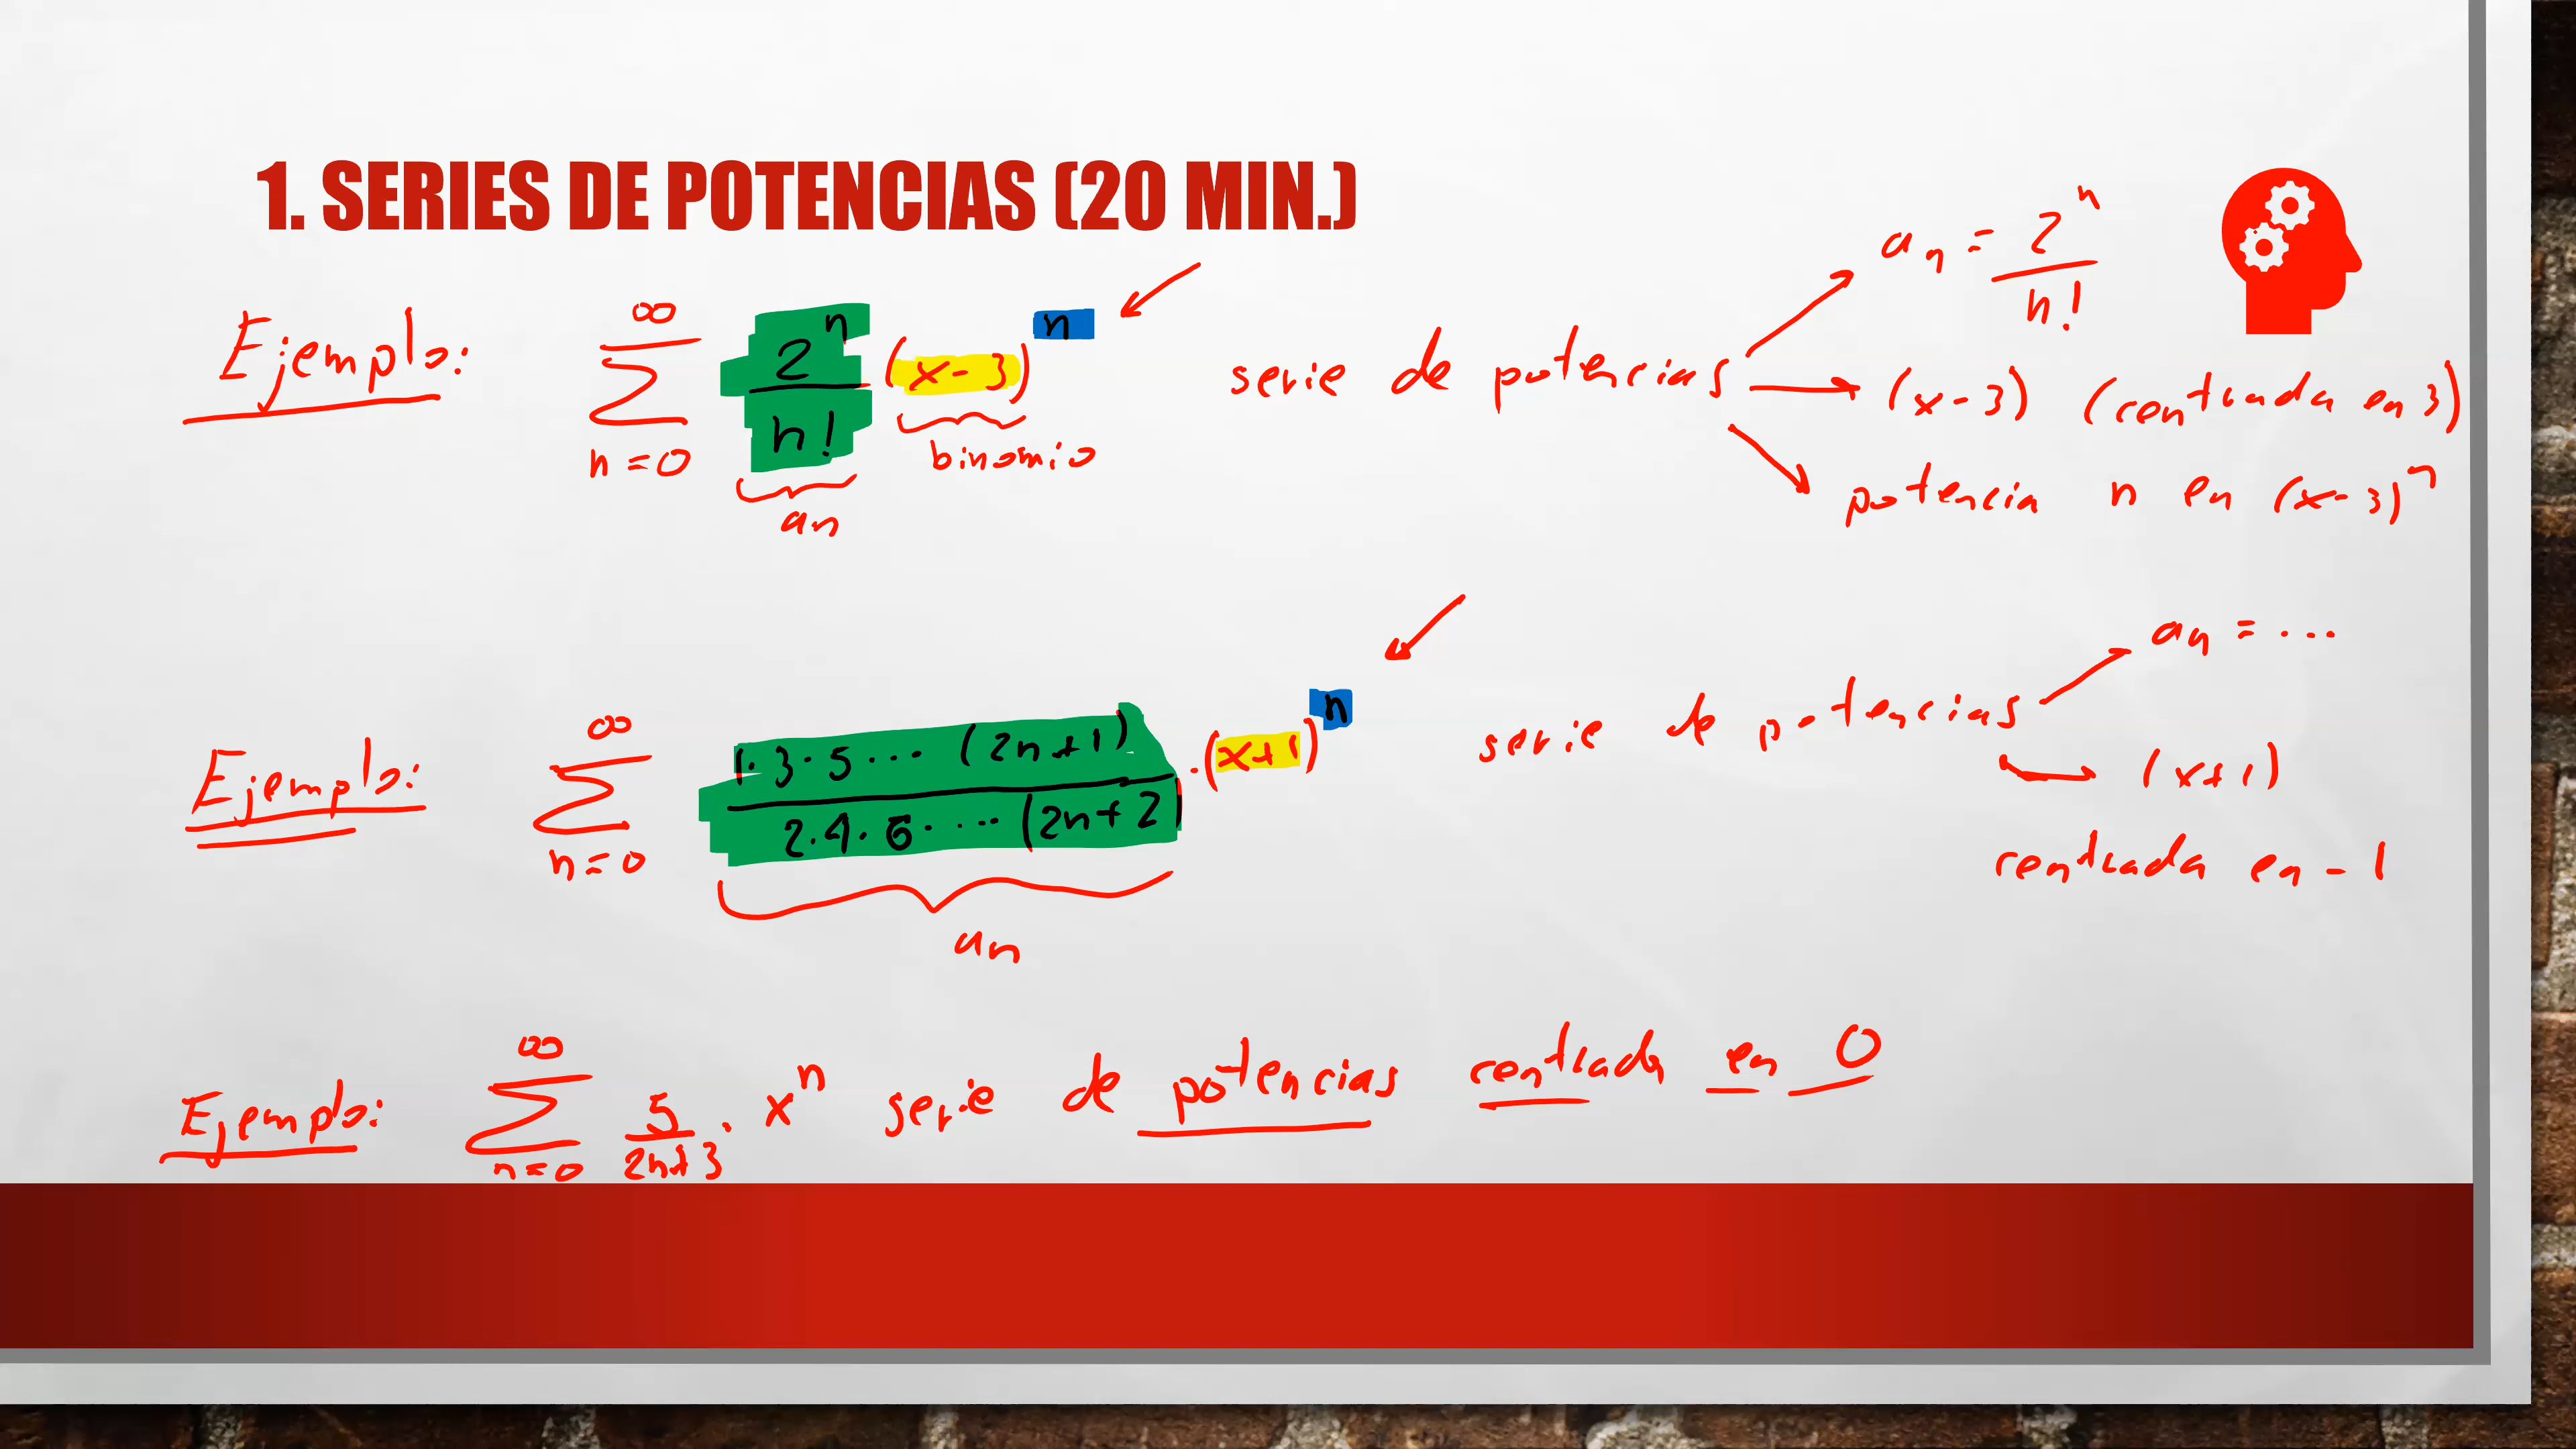 1. SERIES DE POTENCIAS (20 MIN.)
Ejemplo: ∞ ∑ n=0 2^n / n! (x-3)^n
an
binomio
serie de potencias
an = 2^n / n!
(x-3) (centrada en 3)
potencia n en (x-3)^n
Ejemplo: ∞ ∑ n=0 1·3·5··· (2n+1) / 2·4·6····(2n+2) · (x+1)^n
an
serie de potencias
an = ...
(x+1)
centrada en -1
Ejemplo: ∞ ∑ n=0 5 / 2n+3 · x^n serie de potencias centrada en 0